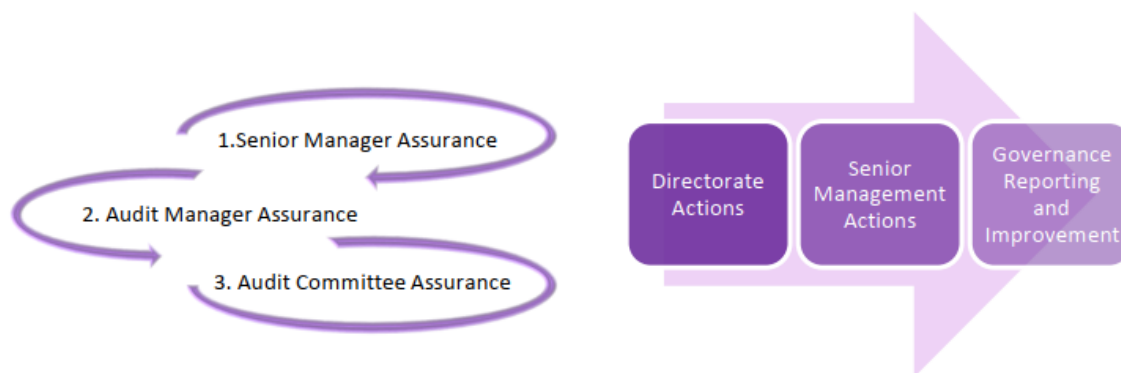 1.Senior Manager Assurance
2. Audit Manager Assurance
3. Audit Committee Assurance
Directorate
Actions
Senior
Management
Actions
Governance
Reporting
and
Improvement